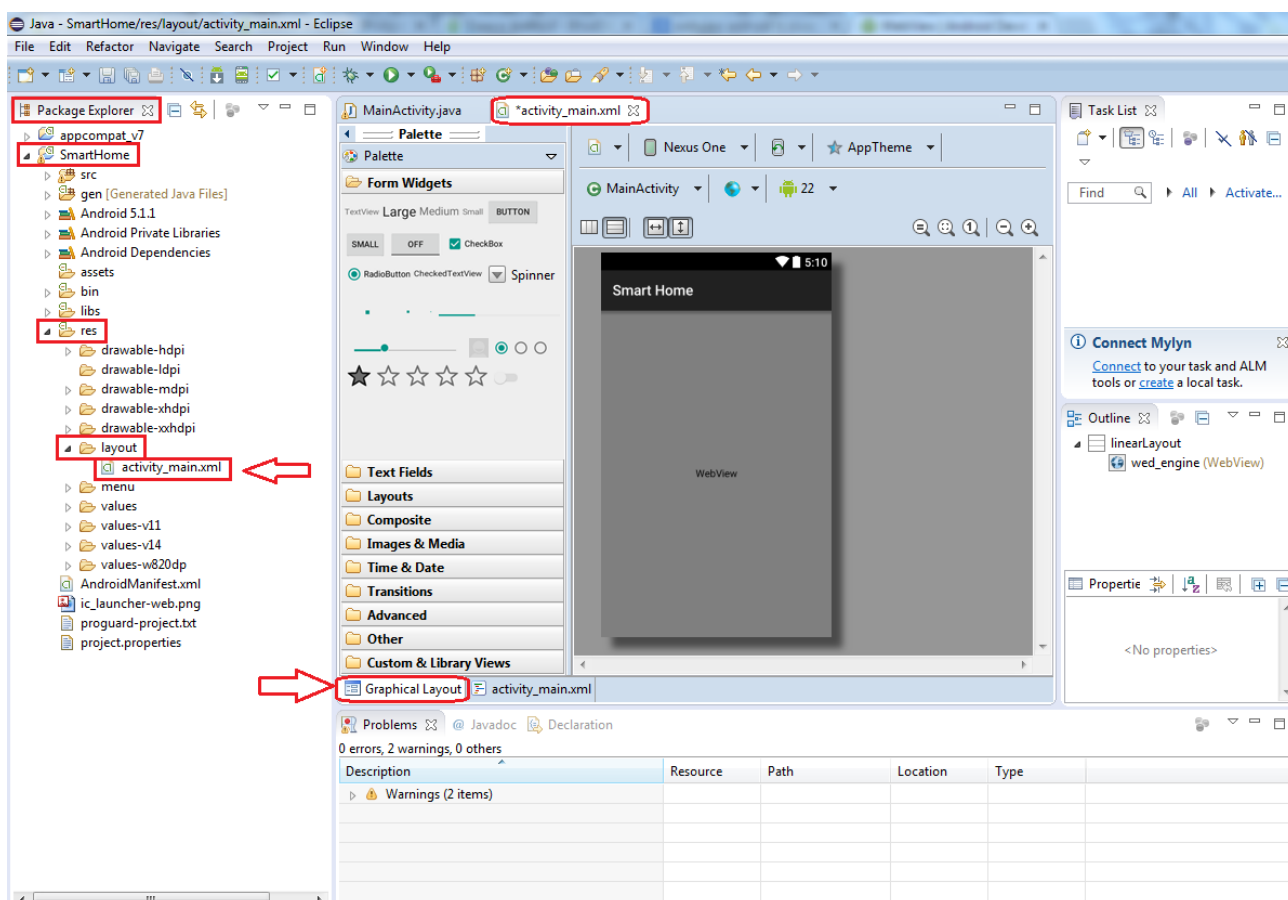 Java - SmartHome/res/layout/activity_main.xml - Eclipse
File Edit Refactor Navigate Search Project Run Window Help
Package Explorer
appcompat_v7
SmartHome
src
gen [Generated Java Files]
Android 5.1.1
Android Private Libraries
Android Dependencies
assets
bin
libs
res
drawable-hdpi
drawable-ldpi
drawable-mdpi
drawable-xhdpi
drawable-xxhdpi
layout
activity_main.xml
menu
values
values-v11
values-v14
values-w820dp
AndroidManifest.xml
ic_launcher-web.png
proguard-project.txt
project.properties
MainActivity.java
*activity_main.xml
Palette
Palette
Form Widgets
TextView Large Medium Small BUTTON
SMALL OFF CheckBox
RadioButton CheckedTextView Spinner
Text Fields
Layouts
Composite
Images & Media
Time & Date
Transitions
Advanced
Other
Custom & Library Views
Nexus One AppTheme
MainActivity 22
5:10
Smart Home
WebView
Graphical Layout
activity_main.xml
Task List
Find All Activate...
Connect Mylyn
Connect to your task and ALM
tools or create a local task.
Outline
linearLayout
wed_engine (WebView)
Propertie
<No properties>
Problems Javadoc Declaration
0 errors, 2 warnings, 0 others
Description Resource Path Location Type
Warnings (2 items)